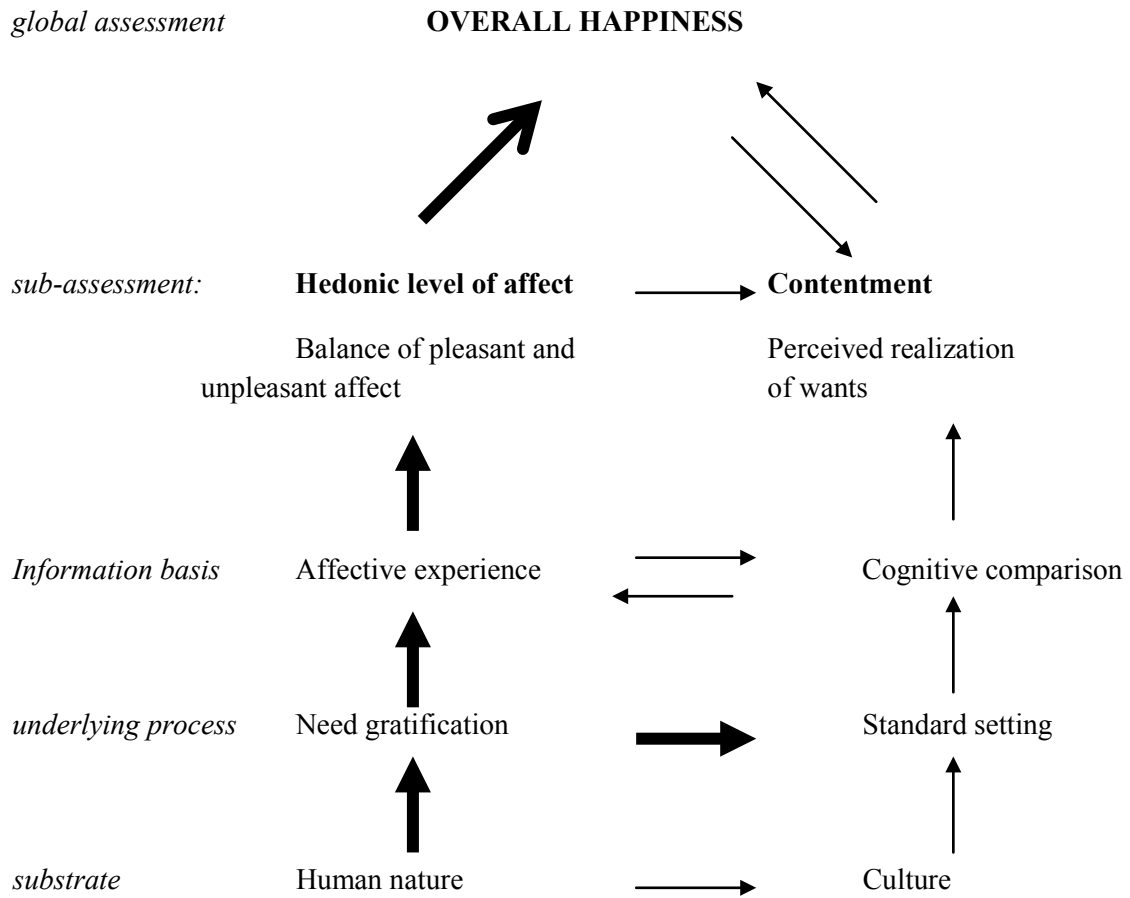 global assessment OVERALL HAPPINESS
sub-assessment: Hedonic level of affect Contentment
Balance of pleasant and Perceived realization
unpleasant affect of wants
Information basis Affective experience Cognitive comparison
underlying process Need gratification Standard setting
substrate Human nature Culture